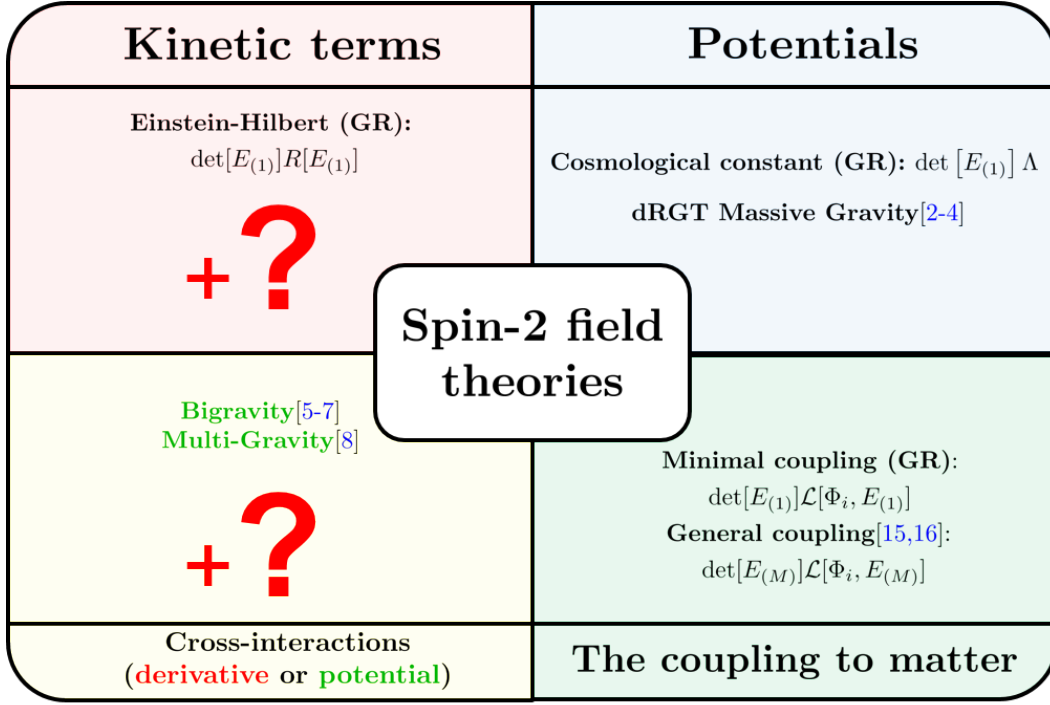 Kinetic terms
Potentials
Einstein-Hilbert (GR):
det[E₍₁₎]R[E₍₁₎]
+?
Cosmological constant (GR): det [E₍₁₎] Λ
dRGT Massive Gravity[2-4]
Spin-2 field
theories
Bigravity[5-7]
Multi-Gravity[8]
+?
Minimal coupling (GR):
det[E₍₁₎]ℒ[Φᵢ, E₍₁₎]
General coupling[15,16]:
det[E_(M)]ℒ[Φᵢ, E_(M)]
Cross-interactions
(derivative or potential)
The coupling to matter